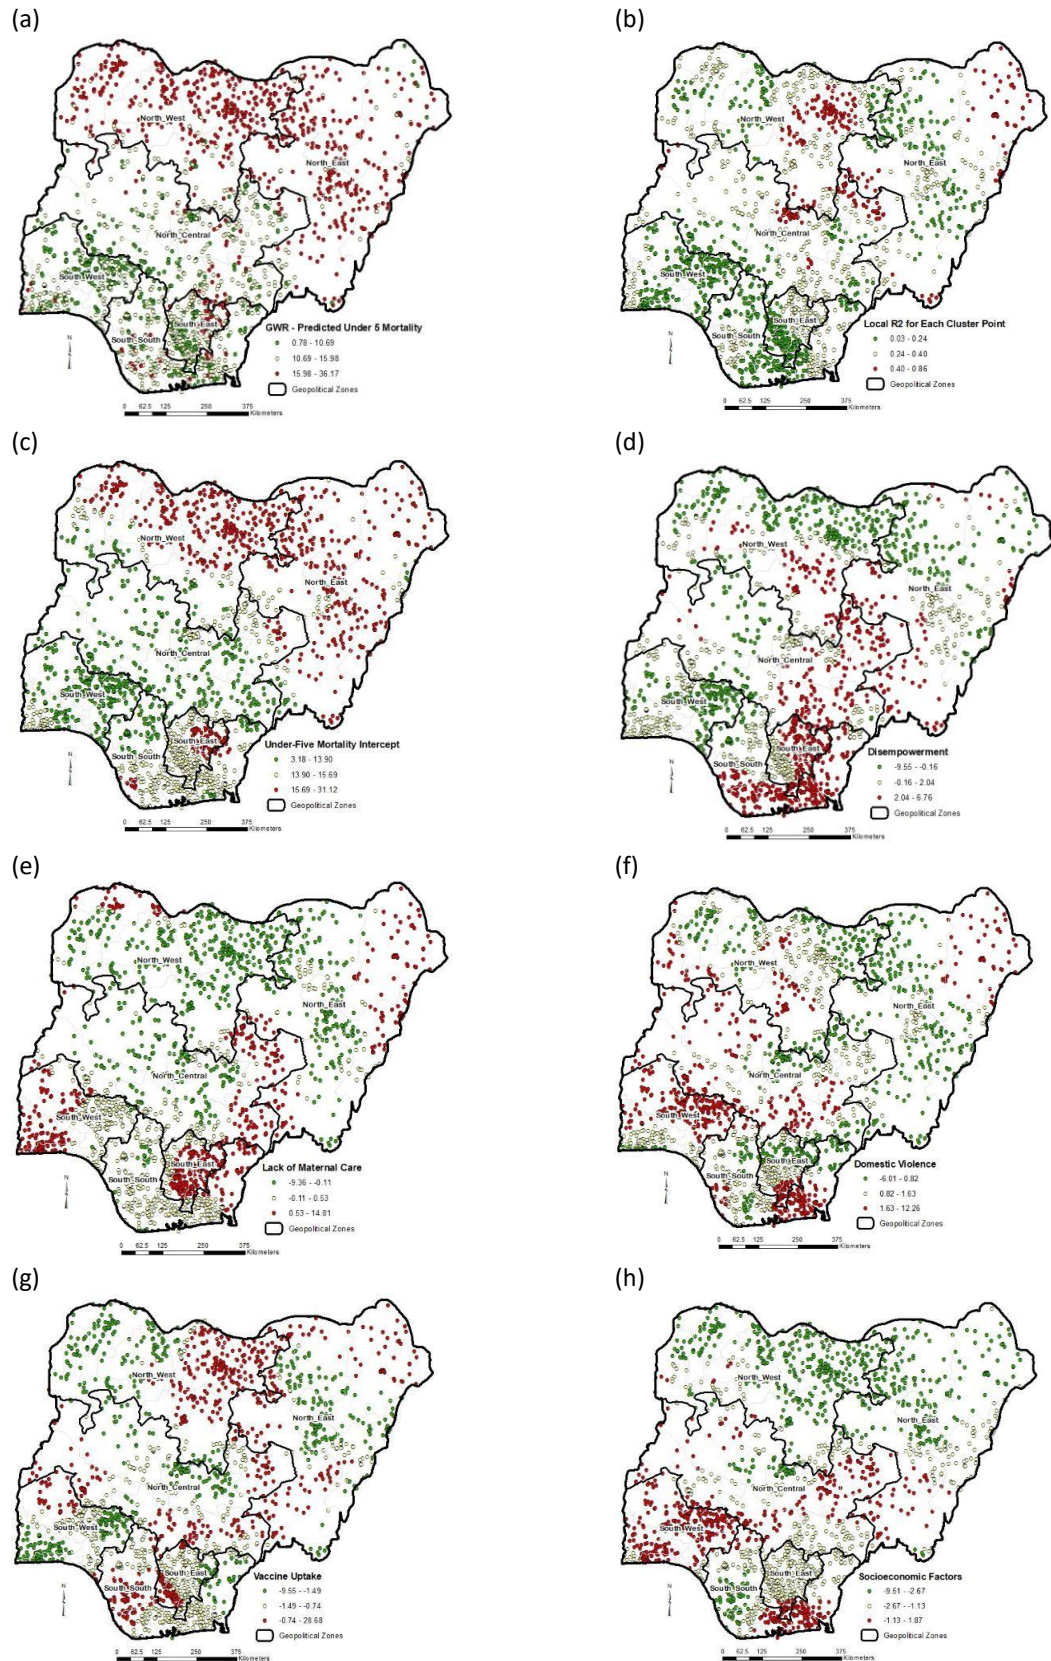 (a)
North_West
North_East
North_Central
South_West
South_East
South_South
N
GWR - Predicted Under 5 Mortality
0.78 - 10.69
10.69 - 15.98
15.98 - 36.17
Geopolitical Zones
0 62.5 125 250 375
Kilometers
(b)
North_West
North_East
North_Central
South_West
South_East
South_South
N
Local R2 for Each Cluster Point
0.03 - 0.24
0.24 - 0.40
0.40 - 0.86
Geopolitical Zones
0 62.5 125 250 375
Kilometers
(c)
North_West
North_East
North_Central
South_West
South_East
South_South
N
Under-Five Mortality Intercept
3.18 - 13.90
13.90 - 15.69
15.69 - 31.12
Geopolitical Zones
0 62.5 125 250 375
Kilometers
(d)
North_West
North_East
North_Central
South_West
South_East
South_South
N
Disempowerment
-9.55 - -0.16
-0.16 - 2.04
2.04 - 6.76
Geopolitical Zones
0 62.5 125 250 375
Kilometers
(e)
North_West
North_East
North_Central
South_West
South_East
South_South
N
Lack of Maternal Care
-9.36 - -0.11
-0.11 - 0.53
0.53 - 14.81
Geopolitical Zones
0 62.5 125 250 375
Kilometers
(f)
North_West
North_East
North_Central
South_West
South_East
South_South
N
Domestic Violence
-6.01 - 0.82
0.82 - 1.63
1.63 - 12.26
Geopolitical Zones
0 62.5 125 250 375
Kilometers
(g)
North_West
North_East
North_Central
South_West
South_East
South_South
N
Vaccine Uptake
-9.55 - -1.49
-1.49 - -0.74
-0.74 - 28.68
Geopolitical Zones
0 62.5 125 250 375
Kilometers
(h)
North_West
North_East
North_Central
South_West
South_East
South_South
N
Socioeconomic Factors
-9.51 - -2.67
-2.67 - -1.13
-1.13 - 1.87
Geopolitical Zones
0 62.5 125 250 375
Kilometers